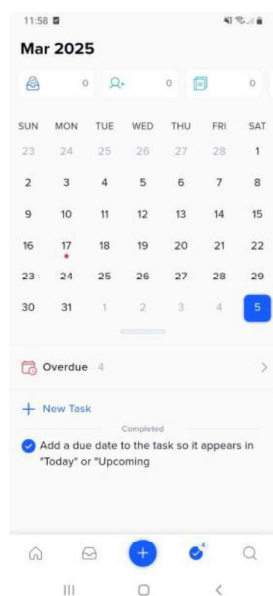 11:58
Mar 2025
0 0 0
SUN MON TUE WED THU FRI SAT
23 24 25 26 27 28 1
2 3 4 5 6 7 8
9 10 11 12 13 14 15
16 17 18 19 20 21 22
23 24 25 26 27 28 29
30 31 1 2 3 4 5
Overdue 4
+ New Task
Completed
Add a due date to the task so it appears in
"Today" or "Upcoming
4